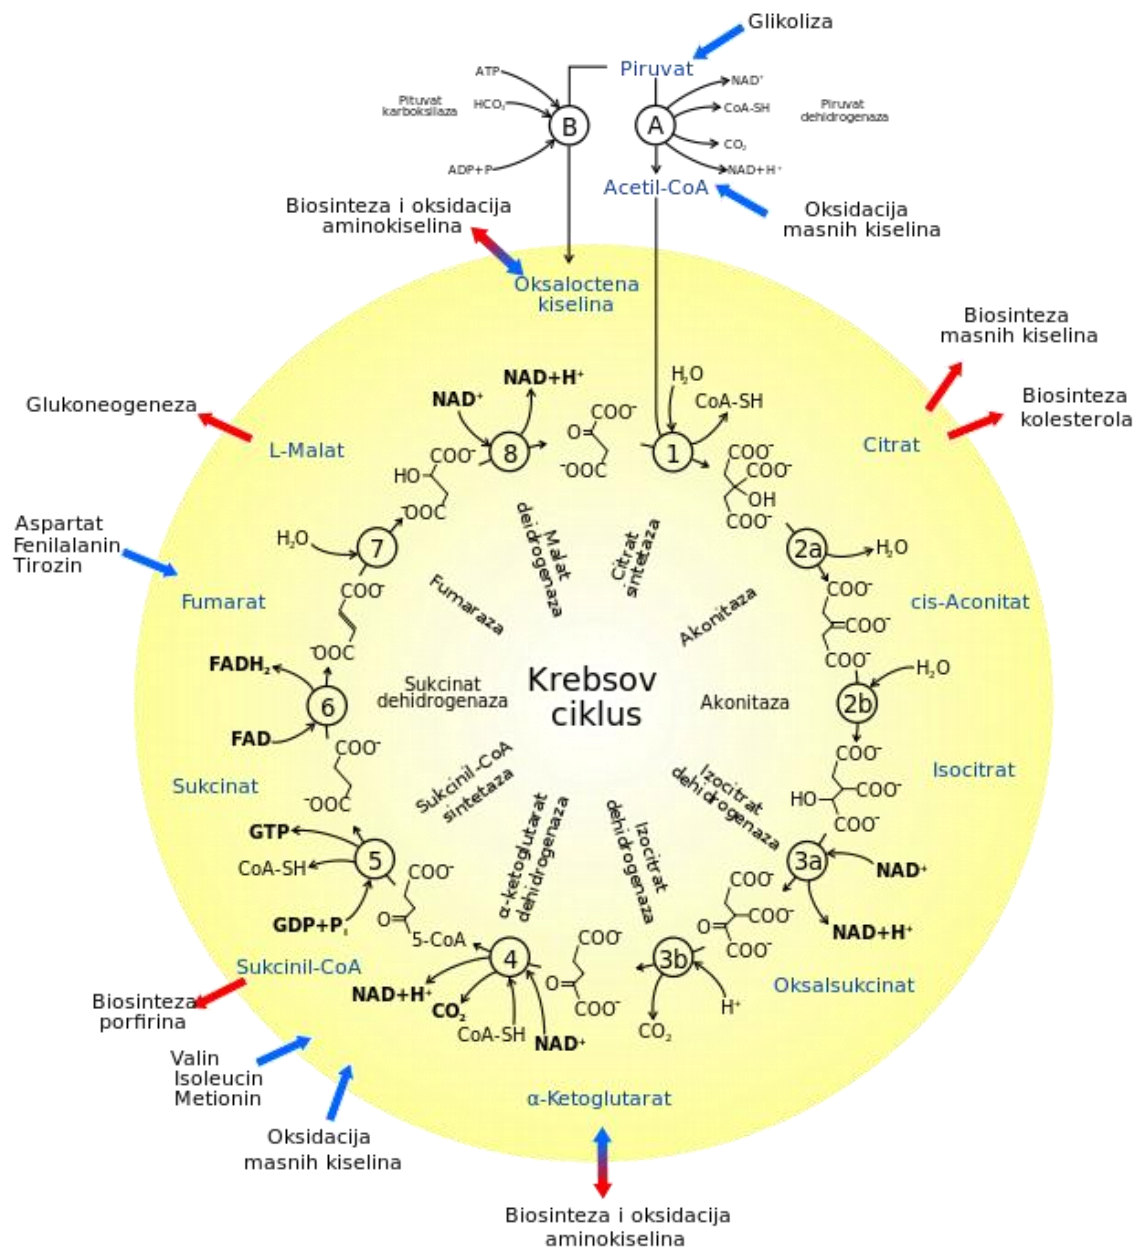 Glikoliza
Piruvat
ATP
NAD⁺
Pituvat
karboksilaza
HCO₃
B
A
CoA-SH
Piruvat
dehidrogenaza
CO₂
ADP+P
NAD+H⁺
Acetil-CoA
Biosinteza i oksidacija
aminokiselina
Oksidacija
masnih kiselina
Oksaloctena
kiselina
Biosinteza
masnih kiselina
Biosinteza
kolesterola
Glukoneogeneza
Citrat
L-Malat
NAD+H⁺
NAD⁺
8
COO⁻
O
⁻OOC
H₂O
CoA-SH
1
COO⁻
COO⁻
OH
COO⁻
COO⁻
HO
⁻OOC
Aspartat
Fenilalanin
Tirozin
H₂O
7
2a
H₂O
Malat
deidrogenaza
Citrat
sintetaza
Fumaraza
Akonitaza
Fumarat
COO⁻
⁻OOC
COO⁻
COO⁻
COO⁻
cis-Aconitat
FADH₂
6
FAD
Sukcinat
dehidrogenaza
Krebsov
ciklus
Akonitaza
2b
H₂O
Sukcinat
COO⁻
⁻OOC
Sukcinil-CoA
sintetaza
α-ketoglutarat
dehidrogenaza
Izocitrat
dehidrogenaza
Izocitrat
dehidrogenaza
COO⁻
COO⁻
HO
COO⁻
Isocitrat
GTP
CoA-SH
5
GDP+Pᵢ
3a
NAD⁺
NAD+H⁺
COO⁻
O
5-CoA
COO⁻
COO⁻
O
COO⁻
Sukcinil-CoA
4
NAD+H⁺
CO₂
CoA-SH
NAD⁺
COO⁻
O
COO⁻
3b
CO₂
H⁺
Oksalsukcinat
Biosinteza
porfirina
Valin
Isoleucin
Metionin
Oksidacija
masnih kiselina
α-Ketoglutarat
Biosinteza i oksidacija
aminokiselina